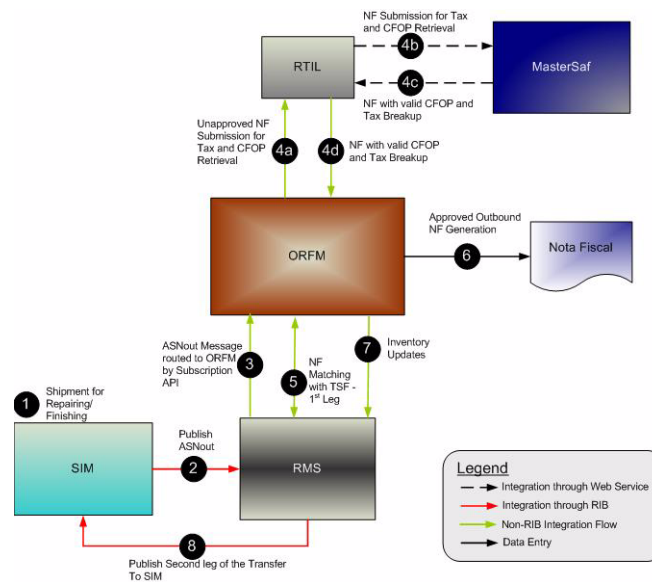 NF Submission for Tax
and CFOP Retrieval
4b
RTIL
MasterSaf
4c
NF with valid CFOP and
Tax Breakup
Unapproved NF
Submission for
Tax and CFOP
Retrieval
4a
4d
NF with valid CFOP
and Tax Breakup
ORFM
Approved Outbound
NF Generation
6
Nota Fiscal
ASNout Message
routed to ORFM
by Subscription
API
3
5
NF
Matching
with TSF -
1st Leg
7
Inventory
Updates
1
Shipment for
Repairing/
Finishing
SIM
Publish
ASNout
2
RMS
8
Publish Second leg of the Transfer
To SIM
Legend
Integration through Web Service
Integration through RIB
Non-RIB Integration Flow
Data Entry